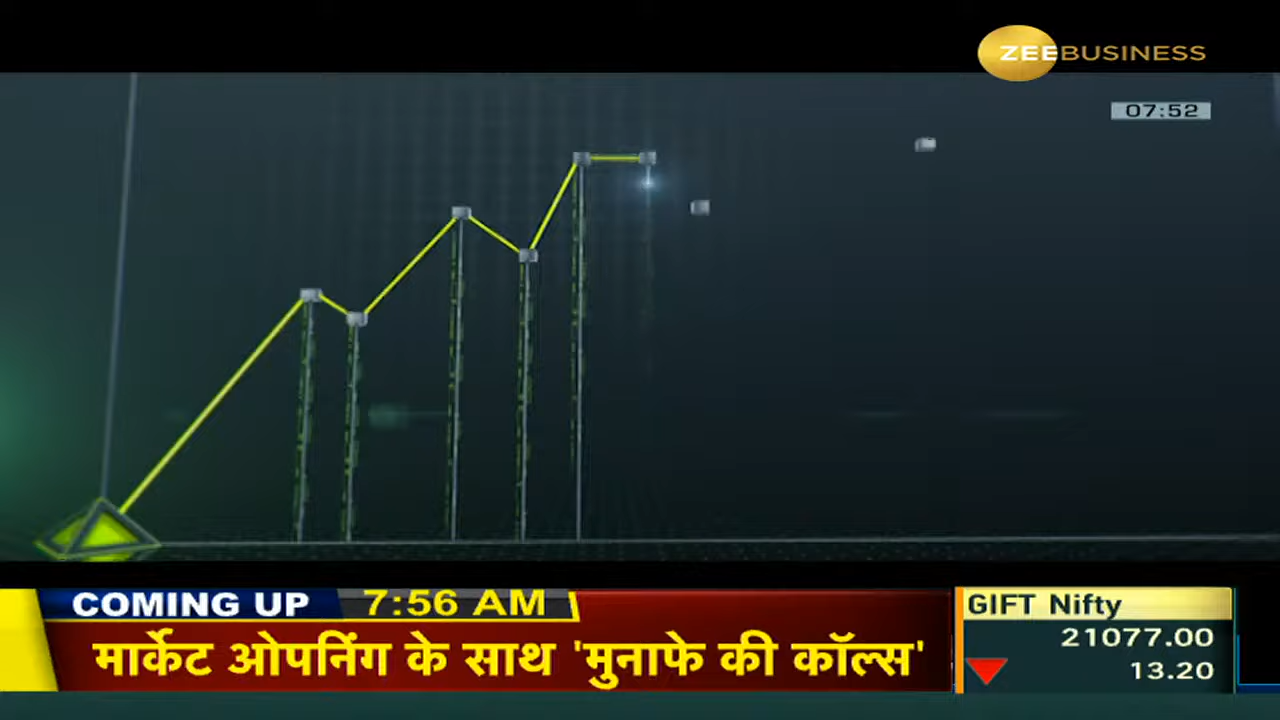 ZEEBUSINESS
07:52
COMING UP 7:56 AM
मार्केट ओपनिंग के साथ 'मुनाफे की कॉल्स'
GIFT Nifty
21077.00
13.20